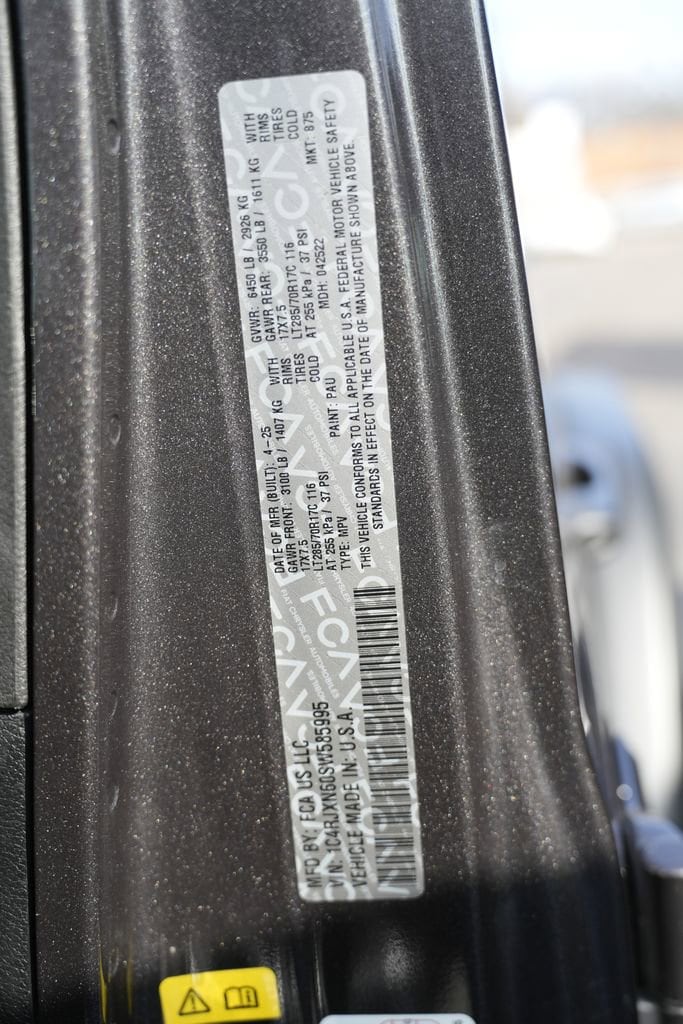 MFD BY: FCA US LLC
VIN: 1C4RJXN60SW585995
VEHICLE MADE IN: U.S.A.
DATE OF MFR (BUILT): 4-25
GAWR FRONT: 3100 LB / 1407 KG WITH
17X7.5 RIMS
LT285/70R17C 116 TIRES
AT 255 kPa / 37 PSI COLD
TYPE: MPV PAINT: PAU
GVWR: 6450 LB / 2926 KG
GAWR REAR: 3550 LB / 1611 KG WITH
17X7.5 RIMS
LT285/70R17C 116 TIRES
AT 255 kPa / 37 PSI COLD
MDH: 042522 MKT: 875
THIS VEHICLE CONFORMS TO ALL APPLICABLE U.S.A. FEDERAL MOTOR VEHICLE SAFETY
STANDARDS IN EFFECT ON THE DATE OF MANUFACTURE SHOWN ABOVE.